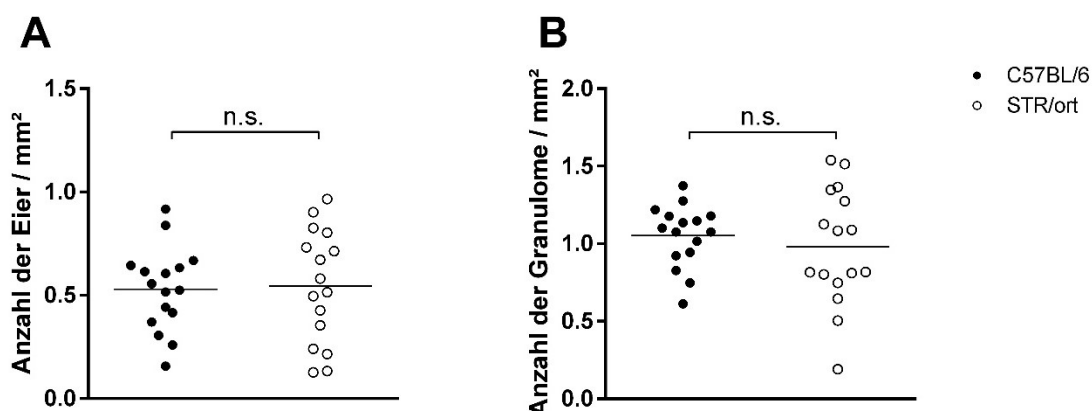 A
Anzahl der Eier / mm²
1.5
1.0
0.5
0.0
n.s.
B
Anzahl der Granulome / mm²
2.0
1.5
1.0
0.5
0.0
n.s.
C57BL/6
STR/ort